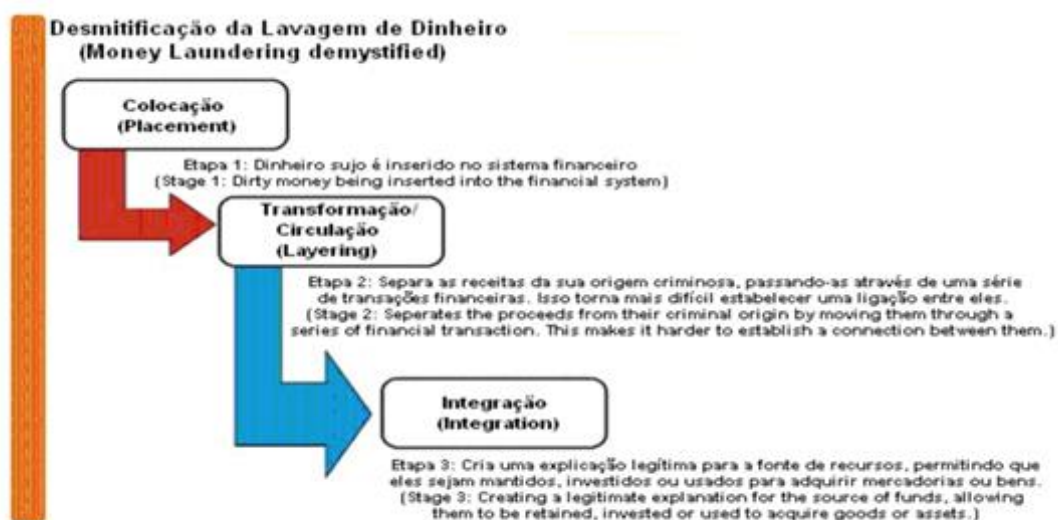 Desmitificação da Lavagem de Dinheiro
(Money Laundering demystified)
Colocação
(Placement)
Etapa 1: Dinheiro sujo é inserido no sistema financeiro
(Stage 1: Dirty money being inserted into the financial system)
Transformação/
Circulação
(Layering)
Etapa 2: Separa as receitas da sua origem criminosa, passando-as através de uma série
de transações financeiras. Isso torna mais difícil estabelecer uma ligação entre eles.
(Stage 2: Seperates the proceeds from their criminal origin by moving them through a
series of financial transaction. This makes it harder to establish a connection between them.)
Integração
(Integration)
Etapa 3: Cria uma explicação legítima para a fonte de recursos, permitindo que
eles sejam mantidos, investidos ou usados para adquirir mercadorias ou bens.
(Stage 3: Creating a legitimate explanation for the source of funds, allowing
them to be retained, invested or used to acquire goods or assets.)